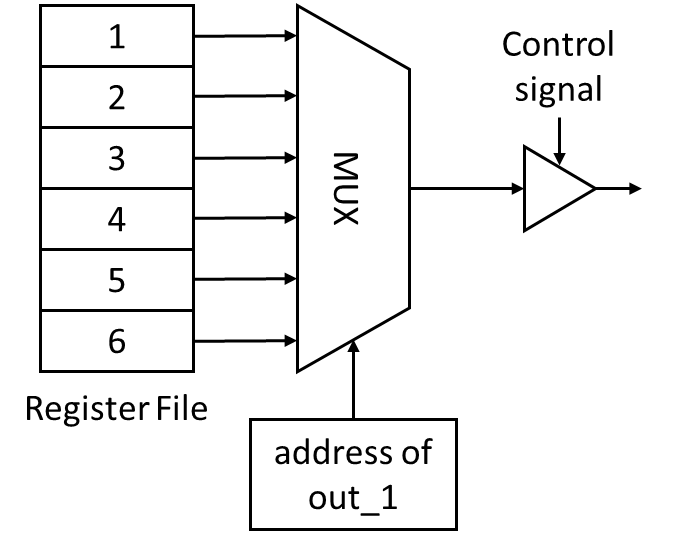 1
2
3
4
5
6
Register File
MUX
Control
signal
address of
out_1